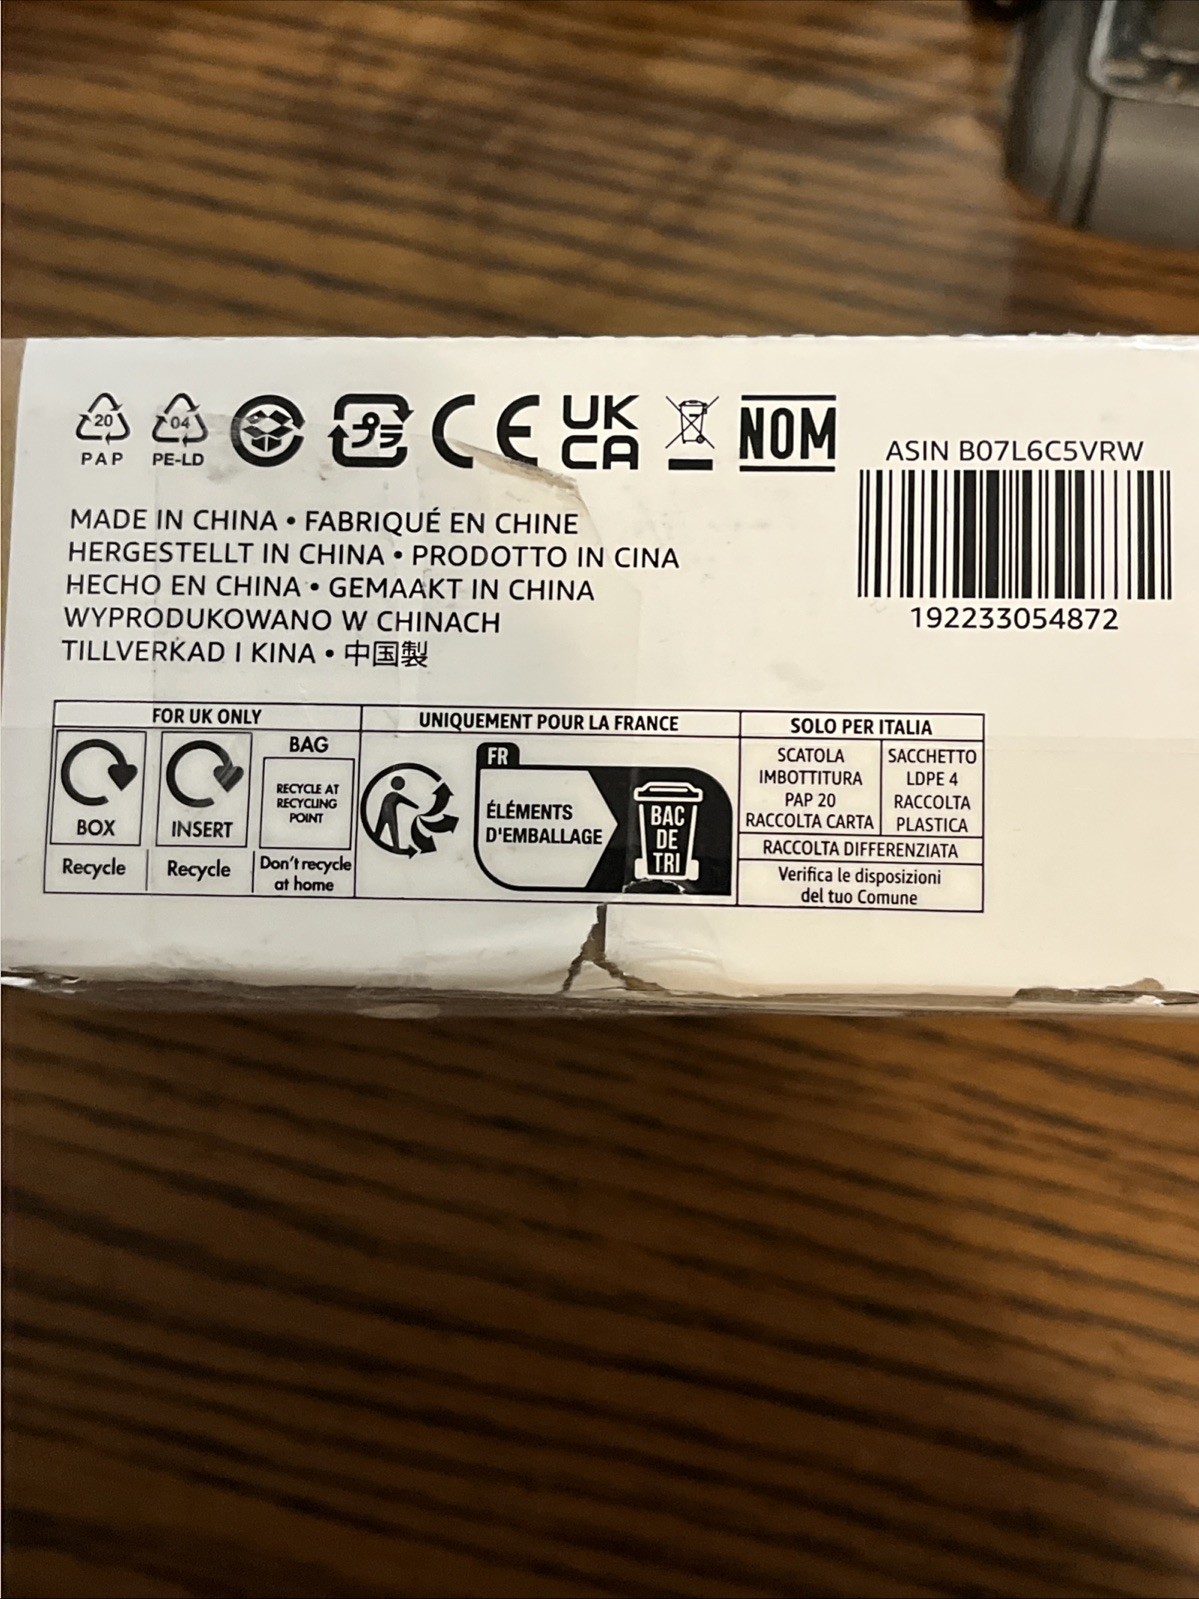 20 04 プラ CE UK CA NOM
PAP PE-LD
ASIN B07L6C5VRW
192233054872
MADE IN CHINA • FABRIQUÉ EN CHINE
HERGESTELLT IN CHINA • PRODOTTO IN CINA
HECHO EN CHINA • GEMAAKT IN CHINA
WYPRODUKOWANO W CHINACH
TILLVERKAD I KINA • 中国製
FOR UK ONLY
BOX
Recycle
INSERT
Recycle
BAG
RECYCLE AT
RECYCLING
POINT
Don't recycle
at home
UNIQUEMENT POUR LA FRANCE
FR
ÉLÉMENTS
D'EMBALLAGE
BAC
DE
TRI
SOLO PER ITALIA
SCATOLA
IMBOTTITURA
PAP 20
RACCOLTA CARTA
SACCHETTO
LDPE 4
RACCOLTA
PLASTICA
RACCOLTA DIFFERENZIATA
Verifica le disposizioni
del tuo Comune